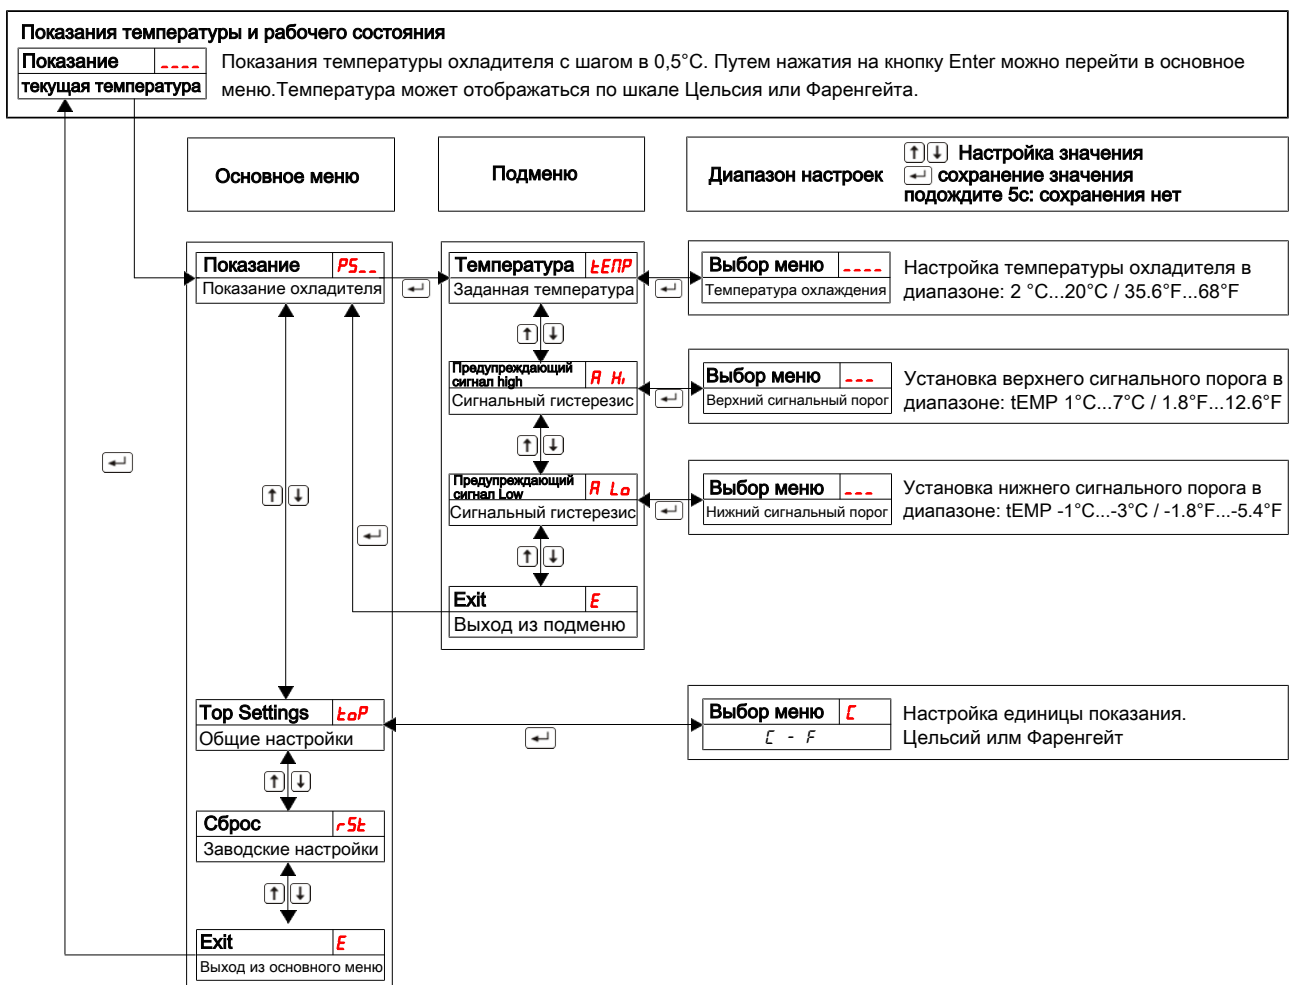 Показания температуры и рабочего состояния
Показание ----
текущая температура
Показания температуры охладителя с шагом в 0,5°C. Путем нажатия на кнопку Enter можно перейти в основное
меню.Температура может отображаться по шкале Цельсия или Фаренгейта.
Основное меню
Подменю
Диапазон настроек
↑ ↓ Настройка значения
↵ сохранение значения
подождите 5с: сохранения нет
Показание PS__
Показание охладителя
↵
Температура tEMP
Заданная температура
↵
Выбор меню ----
Температура охлаждения
Настройка температуры охладителя в
диапазоне: 2 °C...20°C / 35.6°F...68°F
↑ ↓
Предупреждающий
сигнал high A Hi
Сигнальный гистерезис
↵
Выбор меню ---
Верхний сигнальный порог
Установка верхнего сигнального порога в
диапазоне: tEMP 1°C...7°C / 1.8°F...12.6°F
↑ ↓
↵
Предупреждающий
сигнал Low A Lo
Сигнальный гистерезис
↵
Выбор меню ---
Нижний сигнальный порог
Установка нижнего сигнального порога в
диапазоне: tEMP -1°C...-3°C / -1.8°F...-5.4°F
↑ ↓
↵
↑ ↓
Exit E
Выход из подменю
Top Settings toP
Общие настройки
↵
Выбор меню C
C - F
Настройка единицы показания.
Цельсий илм Фаренгейт
↑ ↓
Сброс rSt
Заводские настройки
↑ ↓
Exit E
Выход из основного меню